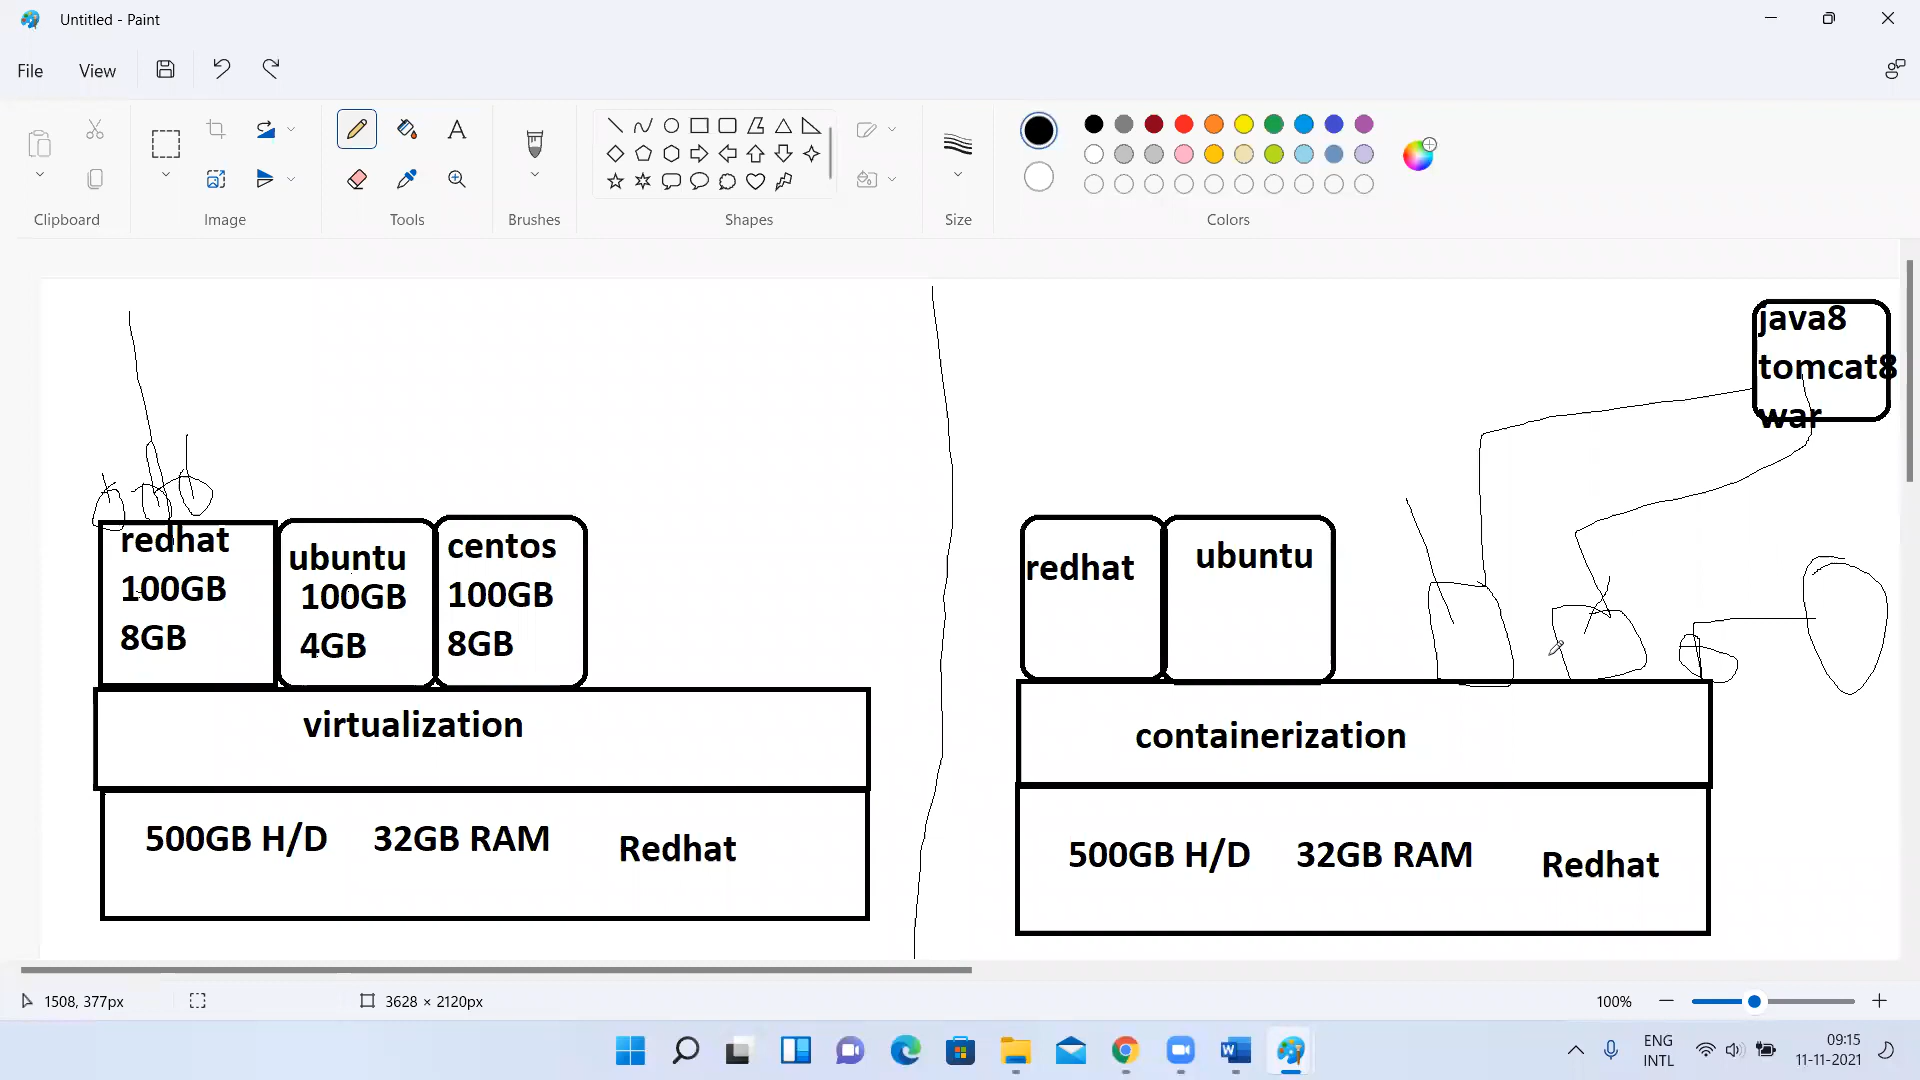 Untitled - Paint
File
View
Clipboard
Image
Tools
Brushes
Shapes
Size
Colors
java8
tomcat8
war
redhat
100GB
8GB
ubuntu
100GB
4GB
centos
100GB
8GB
virtualization
500GB H/D
32GB RAM
Redhat
redhat
ubuntu
containerization
500GB H/D
32GB RAM
Redhat
1508, 377px
3628 × 2120px
100%
ENG
INTL
09:15
11-11-2021